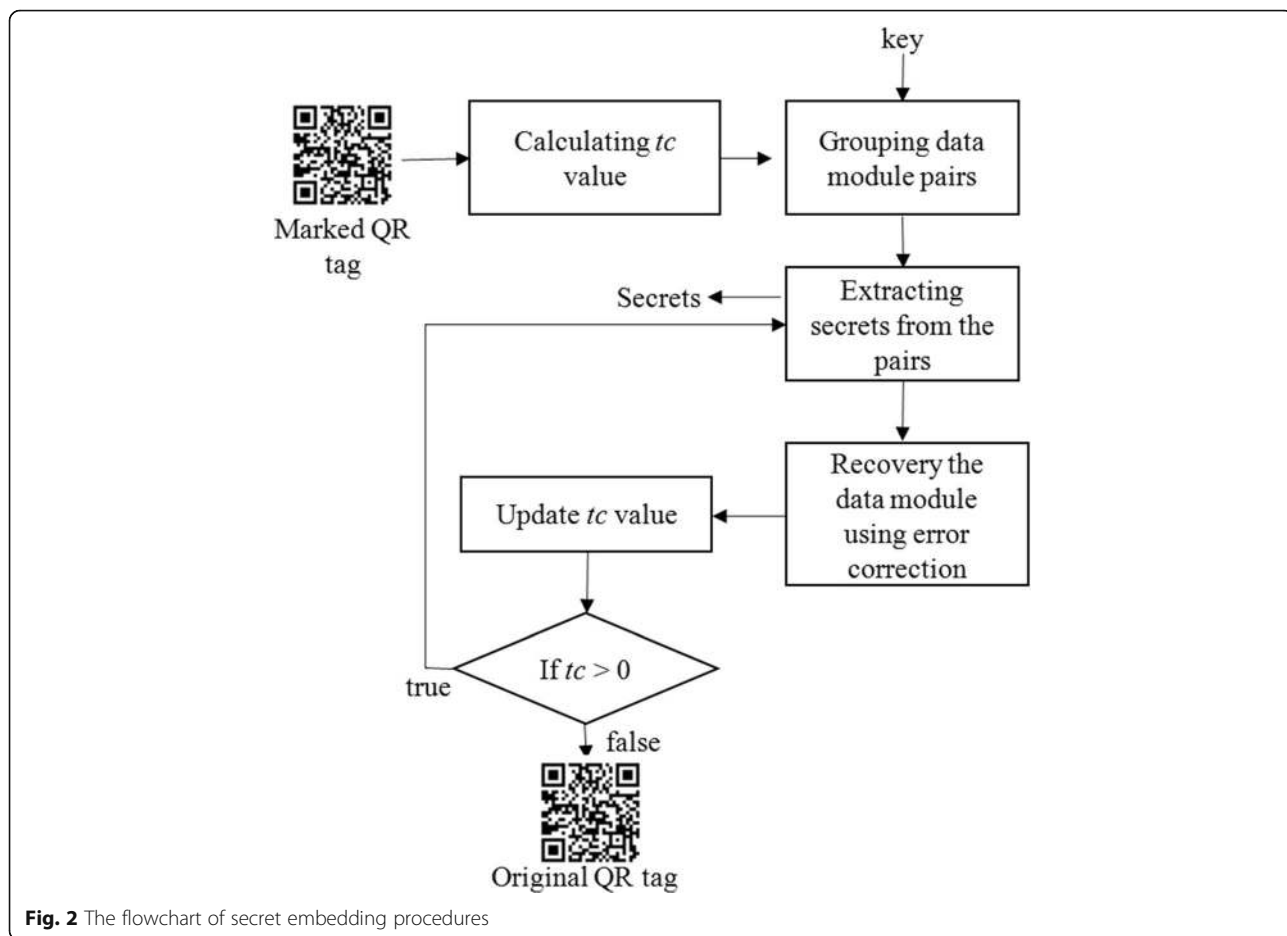 key
Calculating tc
value
Grouping data
module pairs
Marked QR
tag
Secrets
Extracting
secrets from the
pairs
Recovery the
data module
using error
correction
Update tc value
If tc > 0
true
false
Original QR tag
Fig. 2 The flowchart of secret embedding procedures